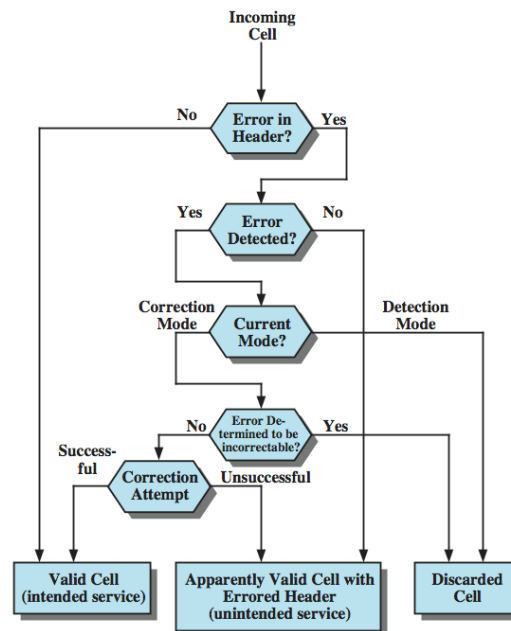 Incoming
Cell
No
Error in
Header?
Yes
Yes
Error
Detected?
No
Correction
Mode
Current
Mode?
Detection
Mode
No
Error De-
termined to be
incorrectable?
Yes
Success-
ful
Correction
Attempt
Unsuccessful
Valid Cell
(intended service)
Apparently Valid Cell with
Errored Header
(unintended service)
Discarded
Cell